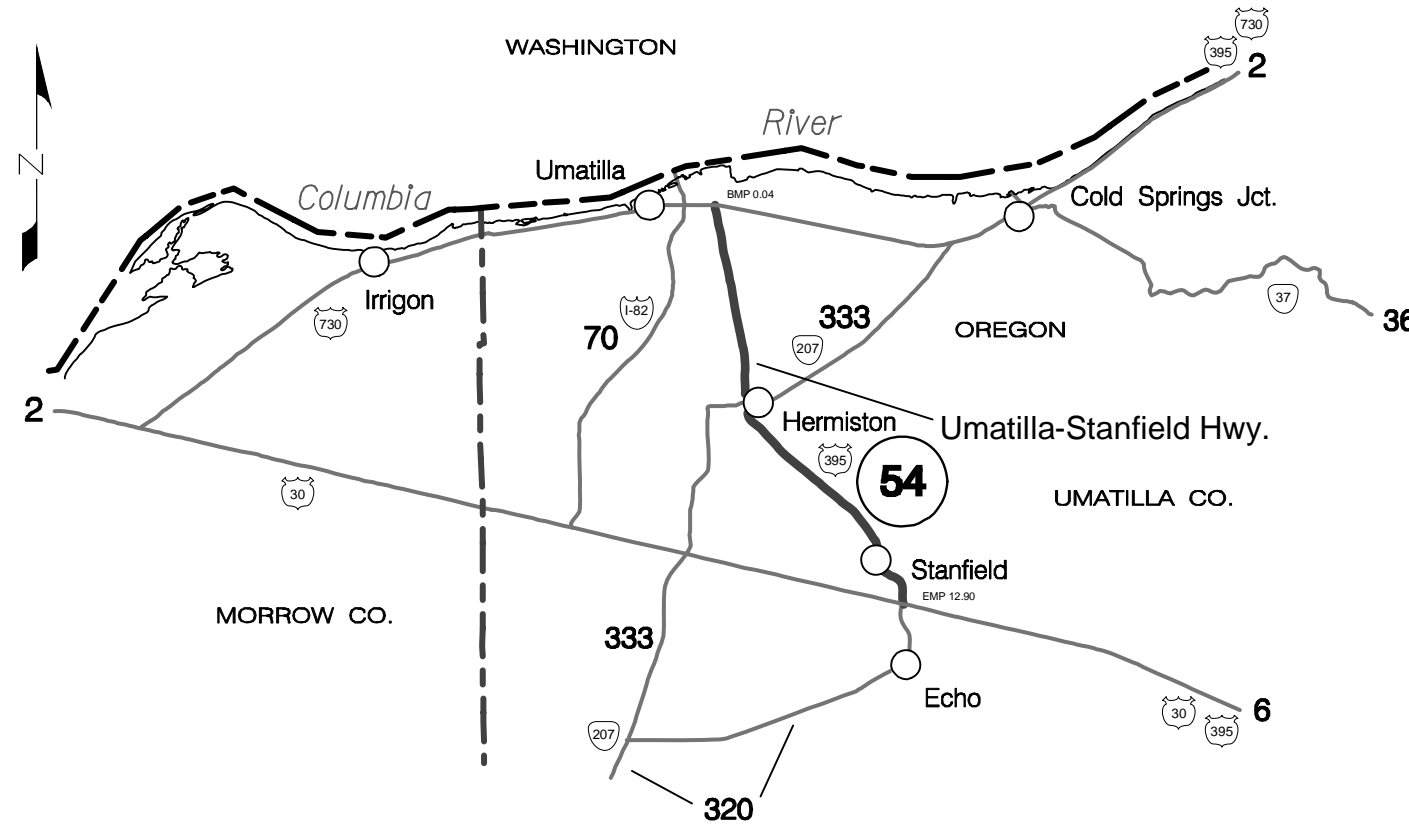 730
WASHINGTON
395
2
River
N
Umatilla
Columbia
BMP 0.04
Cold Springs Jct.
Irrigon
37
I-82
730
70
333
OREGON
36
207
2
Hermiston
Umatilla-Stanfield Hwy.
395
54
30
UMATILLA CO.
Stanfield
EMP 12.90
MORROW CO.
333
Echo
30
6
395
207
320